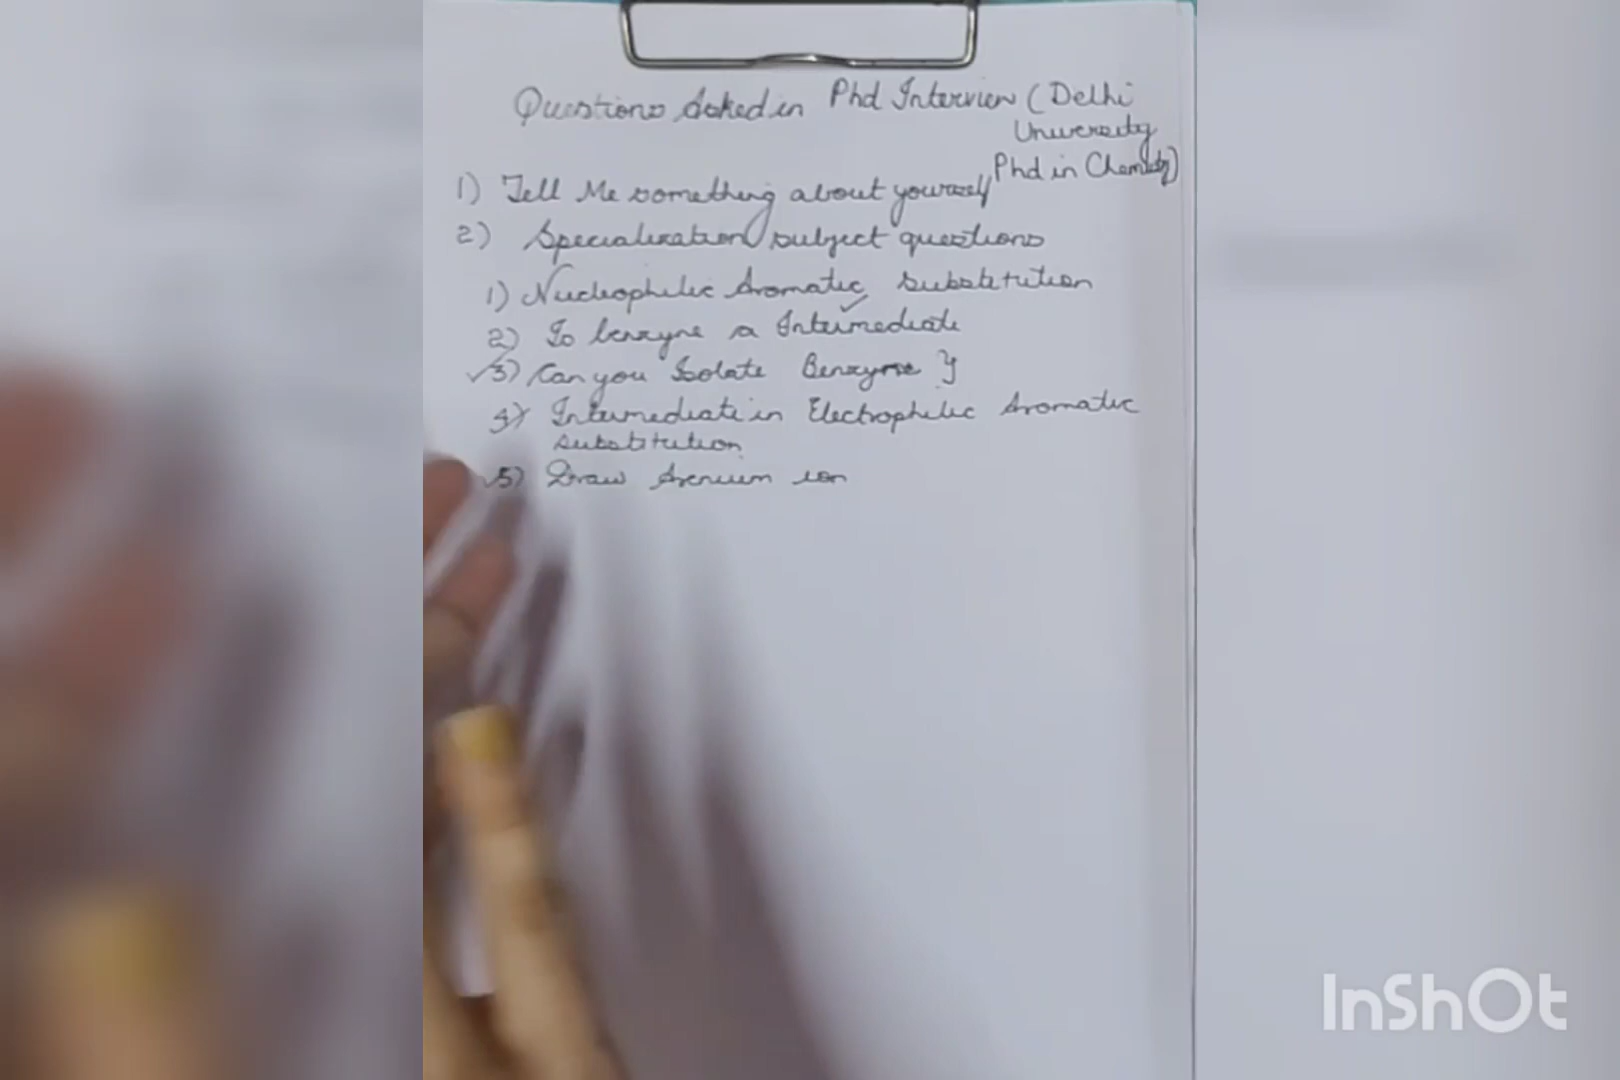 Questions Asked in Phd Interview (Delhi
University
Phd in Chemistry)
1) Tell Me something about yourself
2) Specialization subject questions
1) Nucleophilic Aromatic Substitution
2) Is benzyne a Intermediate
3) Can you Isolate Benzyne }
4) Intermediate in Electrophilic Aromatic
substitution
5) Draw Arenium ion
InShOt